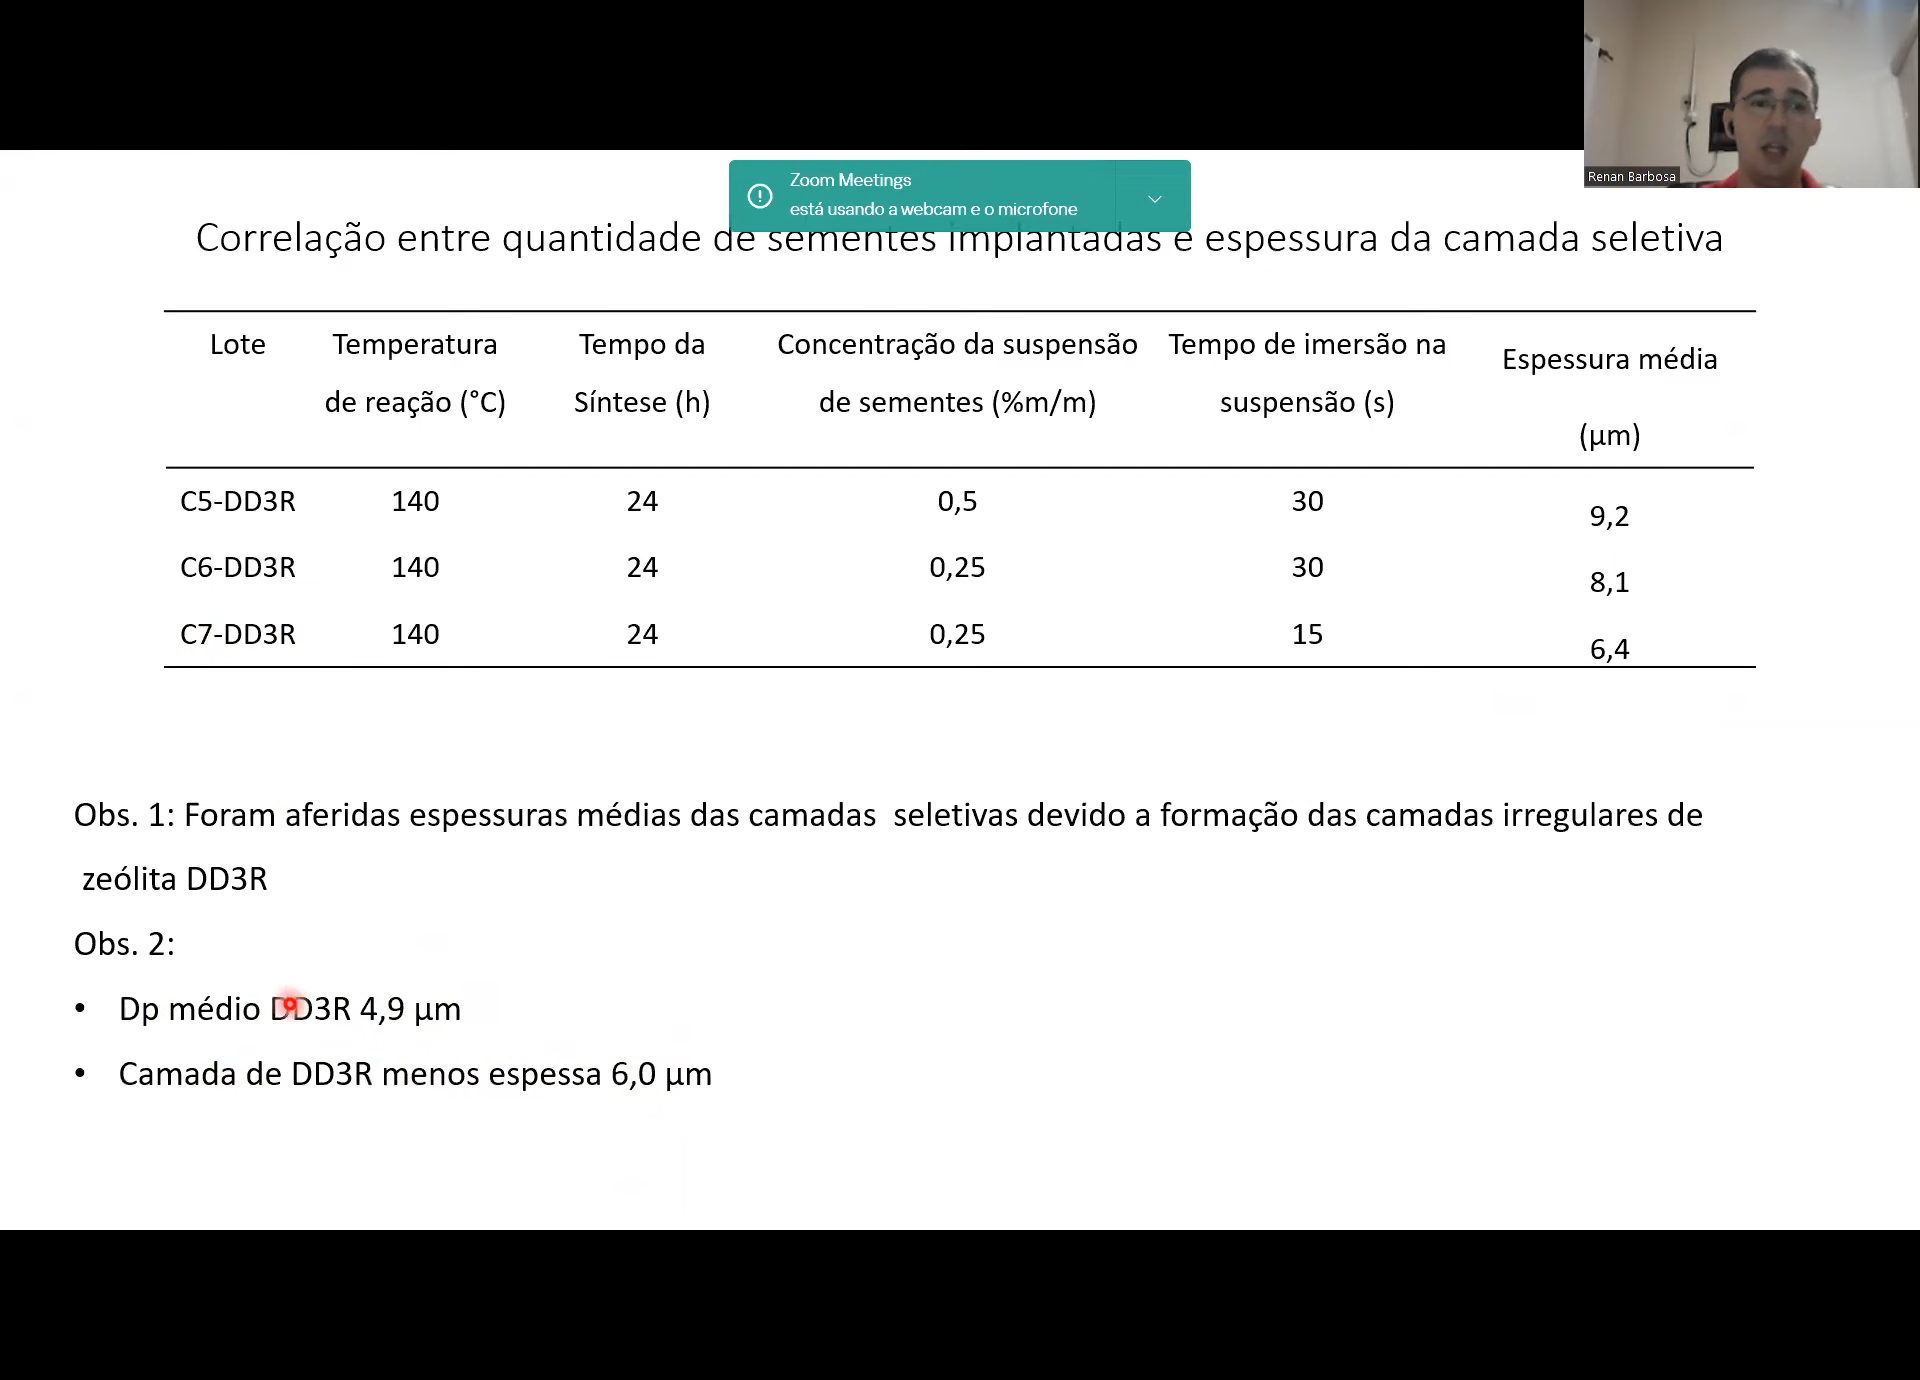 Renan Barbosa
Zoom Meetings
está usando a webcam e o microfone
Correlação entre quantidade de sementes implantadas e espessura da camada seletiva
Lote Temperatura Tempo da Concentração da suspensão Tempo de imersão na Espessura média
de reação (°C) Síntese (h) de sementes (%m/m) suspensão (s) (µm)
C5-DD3R 140 24 0,5 30 9,2
C6-DD3R 140 24 0,25 30 8,1
C7-DD3R 140 24 0,25 15 6,4
Obs. 1: Foram aferidas espessuras médias das camadas seletivas devido a formação das camadas irregulares de
zeólita DD3R
Obs. 2:
• Dp médio DD3R 4,9 µm
• Camada de DD3R menos espessa 6,0 µm